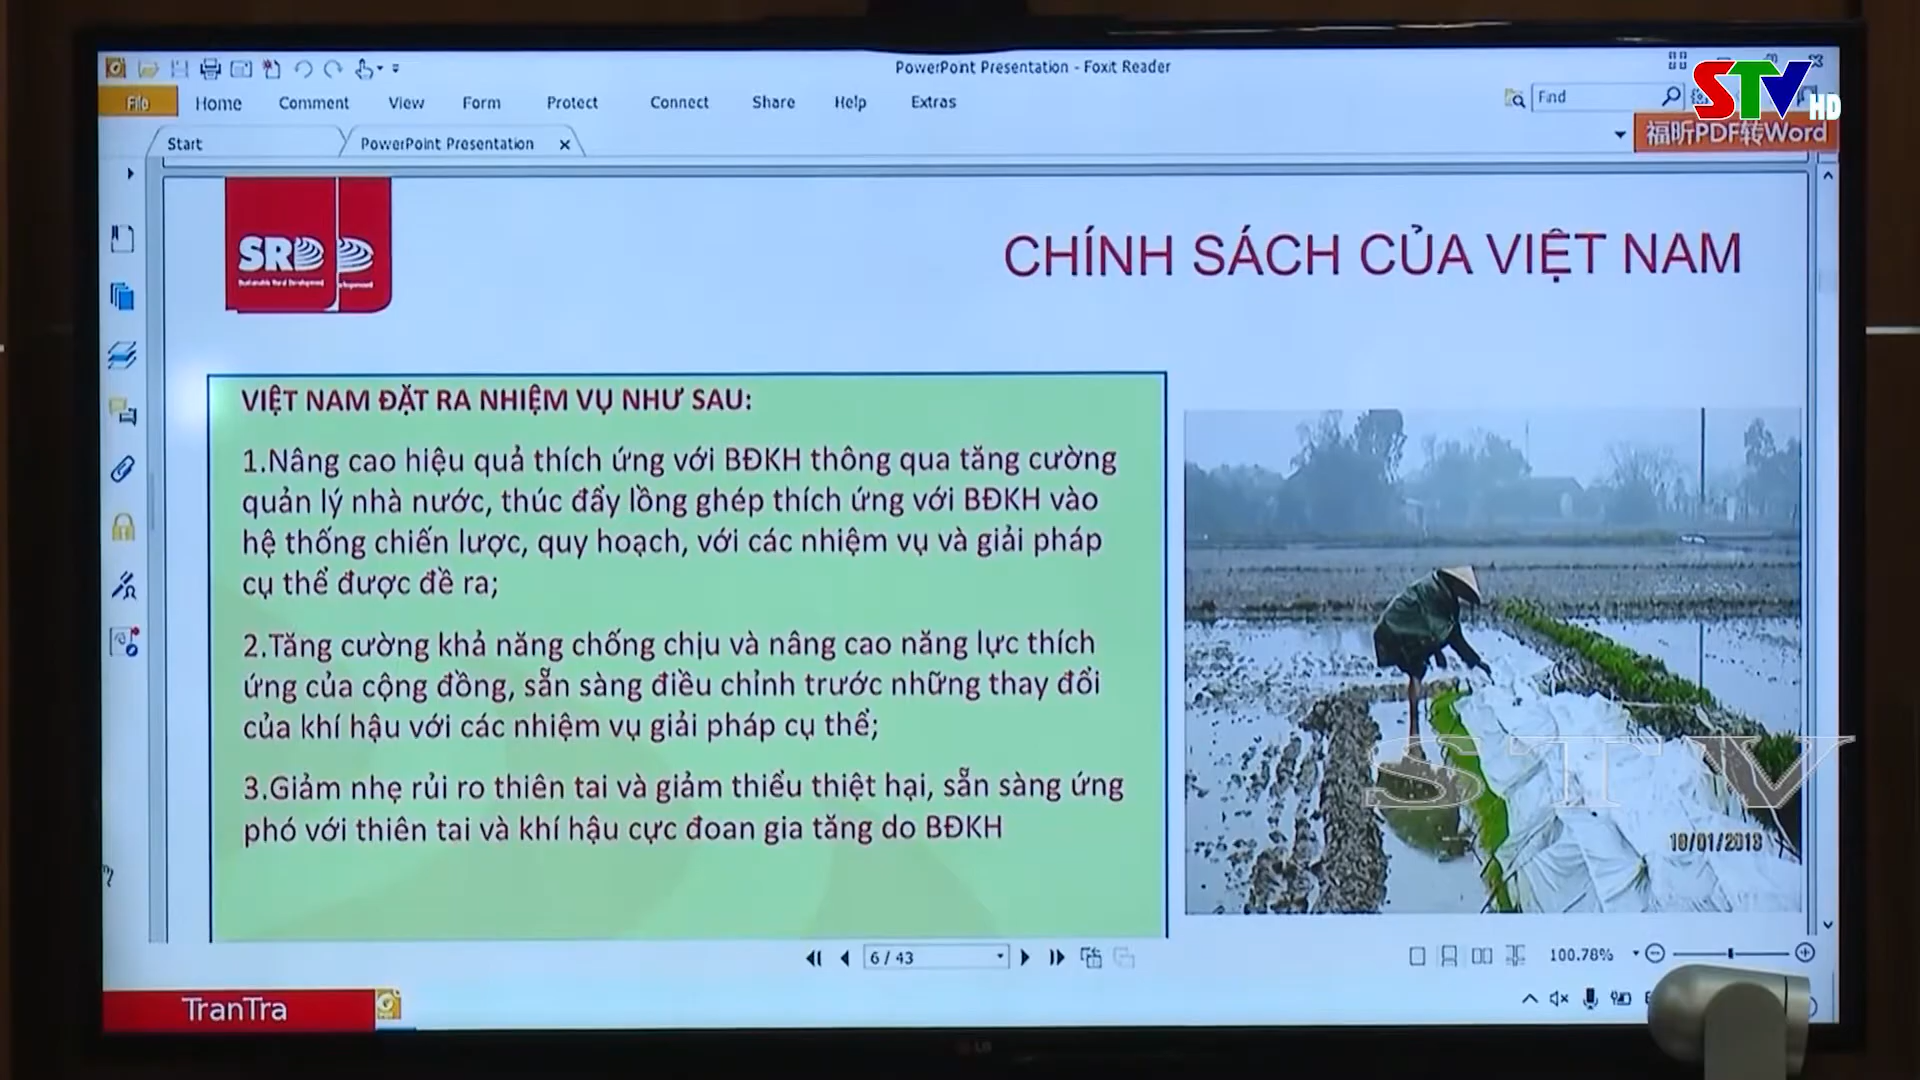 PowerPoint Presentation - Foxit Reader
File Home Comment View Form Protect Connect Share Help Extras
Find
STV HD
福昕PDF转Word
Start PowerPoint Presentation
SRD
Sustainable Rural Development
CHÍNH SÁCH CỦA VIỆT NAM
VIỆT NAM ĐẶT RA NHIỆM VỤ NHƯ SAU:
1.Nâng cao hiệu quả thích ứng với BĐKH thông qua tăng cường
quản lý nhà nước, thúc đẩy lồng ghép thích ứng với BĐKH vào
hệ thống chiến lược, quy hoạch, với các nhiệm vụ và giải pháp
cụ thể được đề ra;
2.Tăng cường khả năng chống chịu và nâng cao năng lực thích
ứng của cộng đồng, sẵn sàng điều chỉnh trước những thay đổi
của khí hậu với các nhiệm vụ giải pháp cụ thể;
3.Giảm nhẹ rủi ro thiên tai và giảm thiểu thiệt hại, sẵn sàng ứng
phó với thiên tai và khí hậu cực đoan gia tăng do BĐKH
STV
10/01/2013
6 / 43
100.78%
TranTra
LG